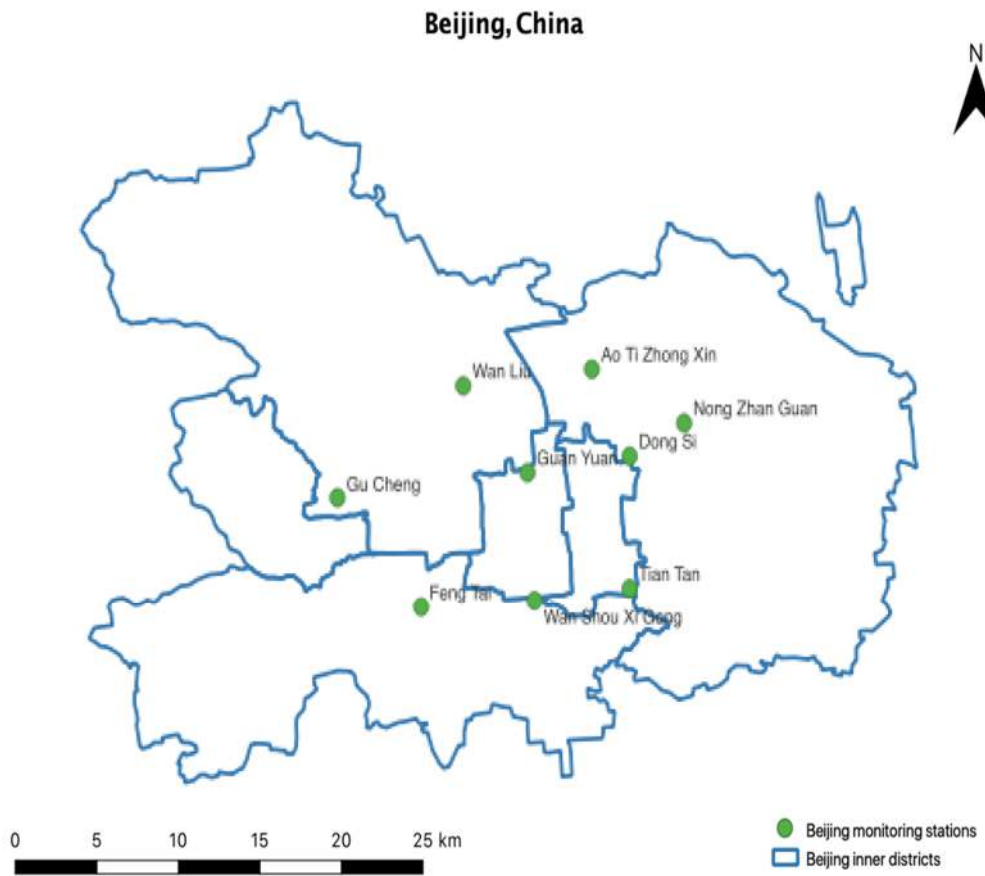 Beijing, China
N
Ao Ti Zhong Xin
Wan Liu
Nong Zhan Guan
Dong Si
Guan Yuan
Gu Cheng
Tian Tan
Feng Tai
Wan Shou Xi Gong
0 5 10 15 20 25 km
Beijing monitoring stations
Beijing inner districts